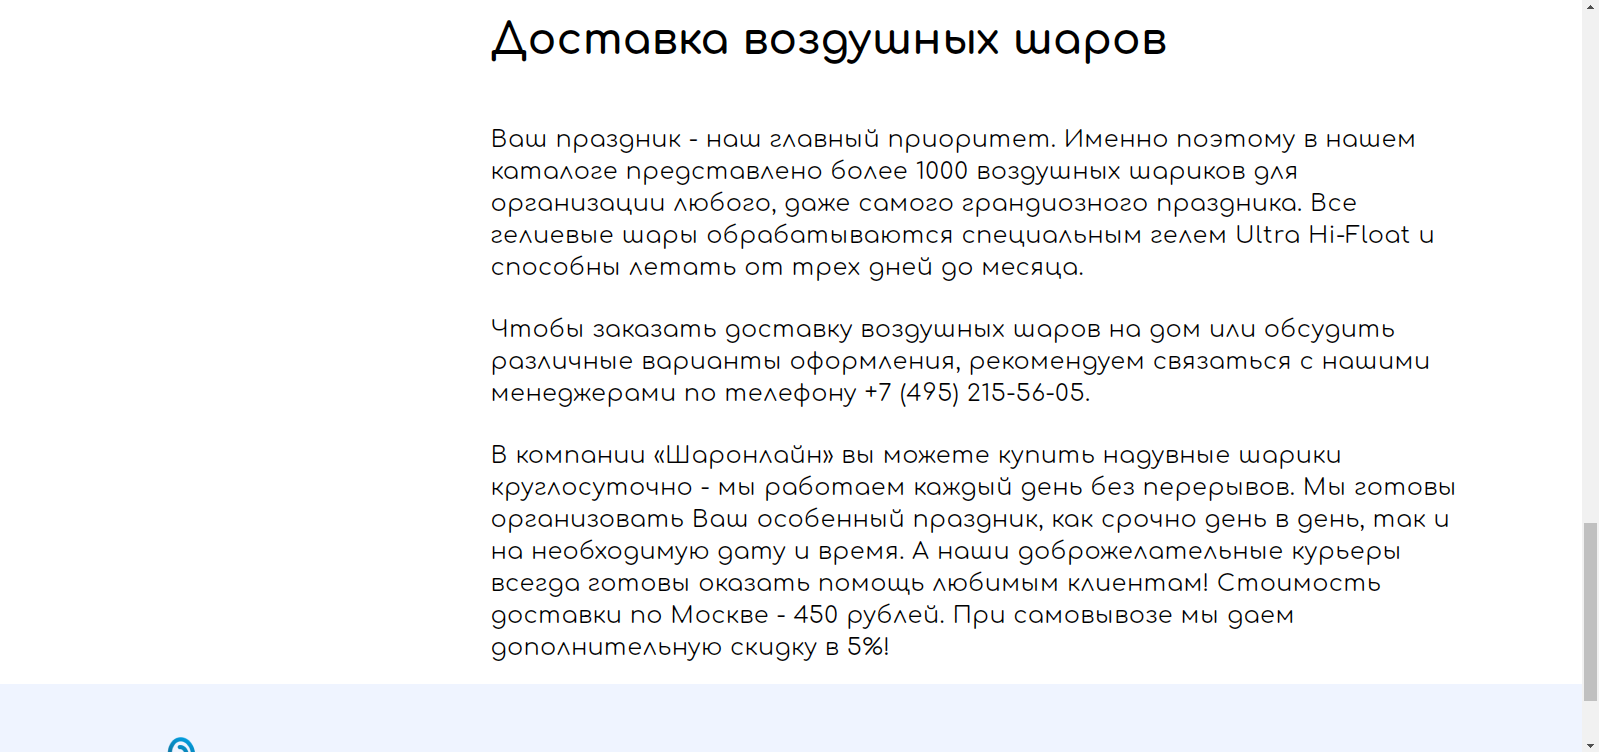 Доставка воздушных шаров
Ваш праздник - наш главный приоритет. Именно поэтому в нашем
каталоге представлено более 1000 воздушных шариков для
организации любого, даже самого грандиозного праздника. Все
гелиевые шары обрабатываются специальным гелем Ultra Hi-Float и
способны летать от трех дней до месяца.
Чтобы заказать доставку воздушных шаров на дом или обсудить
различные варианты оформления, рекомендуем связаться с нашими
менеджерами по телефону +7 (495) 215-56-05.
В компании «Шаронлайн» вы можете купить надувные шарики
круглосуточно - мы работаем каждый день без перерывов. Мы готовы
организовать Ваш особенный праздник, как срочно день в день, так и
на необходимую дату и время. А наши доброжелательные курьеры
всегда готовы оказать помощь любимым клиентам! Стоимость
доставки по Москве - 450 рублей. При самовывозе мы даем
дополнительную скидку в 5%!